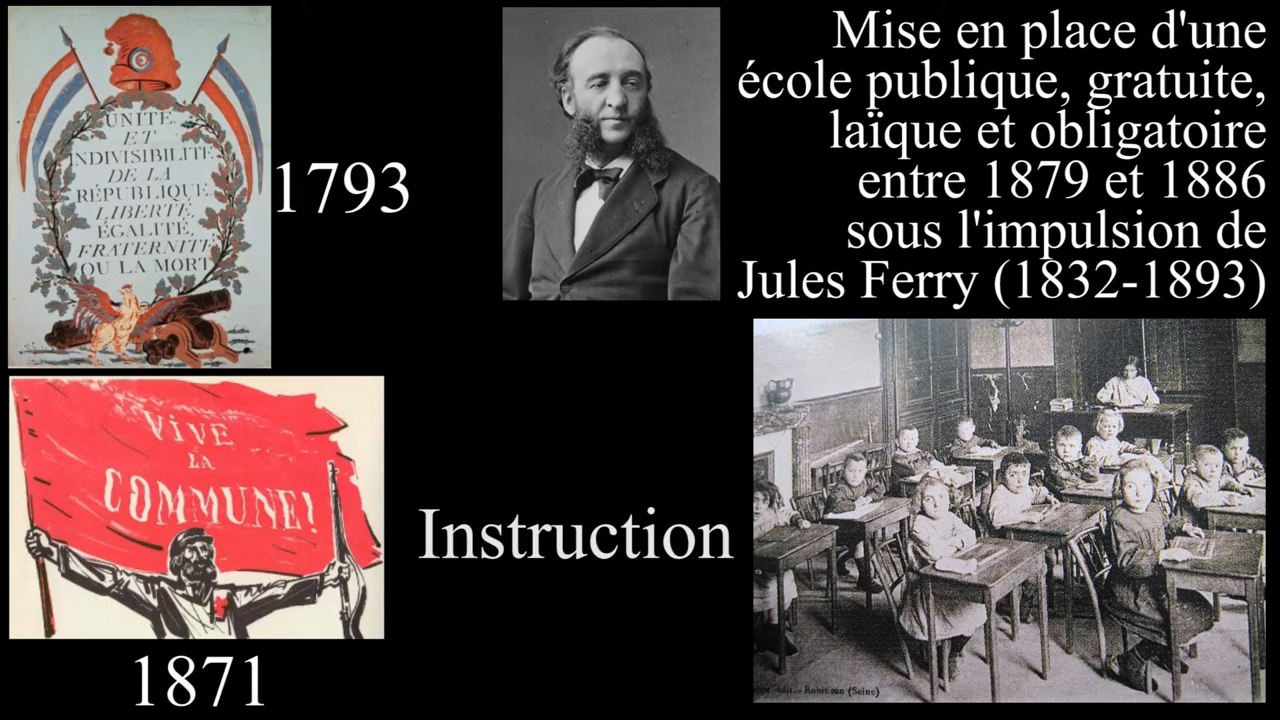 UNITÉ
ET
INDIVISIBILITÉ
DE LA
RÉPUBLIQUE
LIBERTÉ,
ÉGALITÉ,
FRATERNITÉ
OU LA MORT
1793
Mise en place d'une
école publique, gratuite,
laïque et obligatoire
entre 1879 et 1886
sous l'impulsion de
Jules Ferry (1832-1893)
VIVE
LA
COMMUNE!
1871
Instruction
édit. - Robinson (Seine)